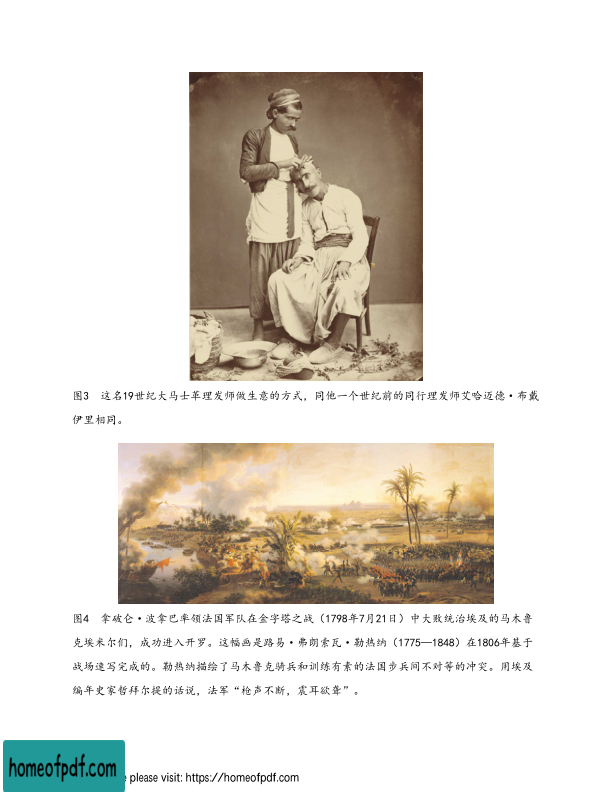 图3 这名19世纪大马士革理发师做生意的方式，同他一个世纪前的同行理发师艾哈迈德·布戴
伊里相同。
图4 拿破仑·波拿巴率领法国军队在金字塔之战（1798年7月21日）中大败统治埃及的马木鲁
克埃米尔们，成功进入开罗。这幅画是路易·弗朗索瓦·勒热纳（1775—1848）在1806年基于
战场速写完成的。勒热纳描绘了马木鲁克骑兵和训练有素的法国步兵间不对等的冲突。用埃及
编年史家哲拜尔提的话说，法军“枪声不断，震耳欲聋”。
homeofpdf.com
e please visit: https://homeofpdf.com